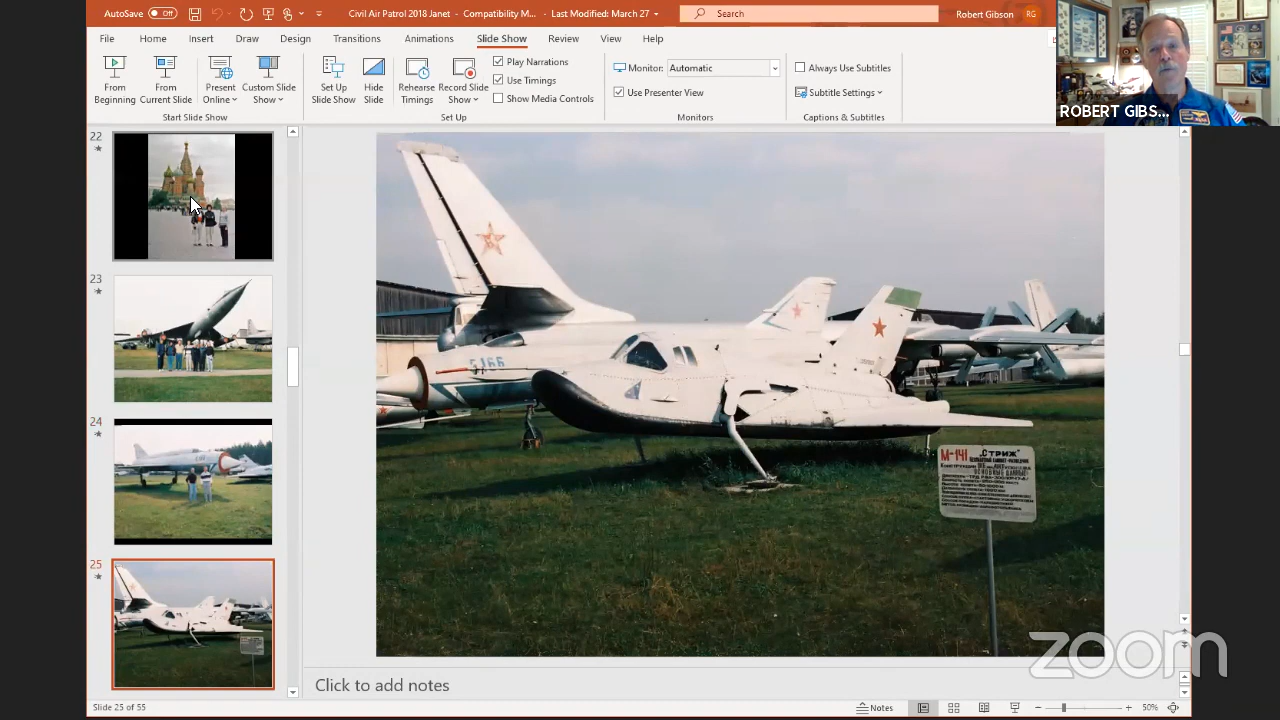 AutoSave Off
Civil Air Patrol 2018 Janet - Compatibility M... - Last Modified: March 27
Search
Robert Gibson RG
File Home Insert Draw Design Transitions Animations Slide Show Review View Help
From Beginning
From Current Slide
Present Online
Custom Slide Show
Start Slide Show
Set Up Slide Show
Hide Slide
Rehearse Timings
Record Slide Show
Play Narrations
Use Timings
Show Media Controls
Set Up
Monitor: Automatic
Use Presenter View
Monitors
Always Use Subtitles
Subtitle Settings
Captions & Subtitles
ROBERT GIBS...
22
23
24
25
М-141 „Стриж"
zoom
Click to add notes
Slide 25 of 55
Notes
50%